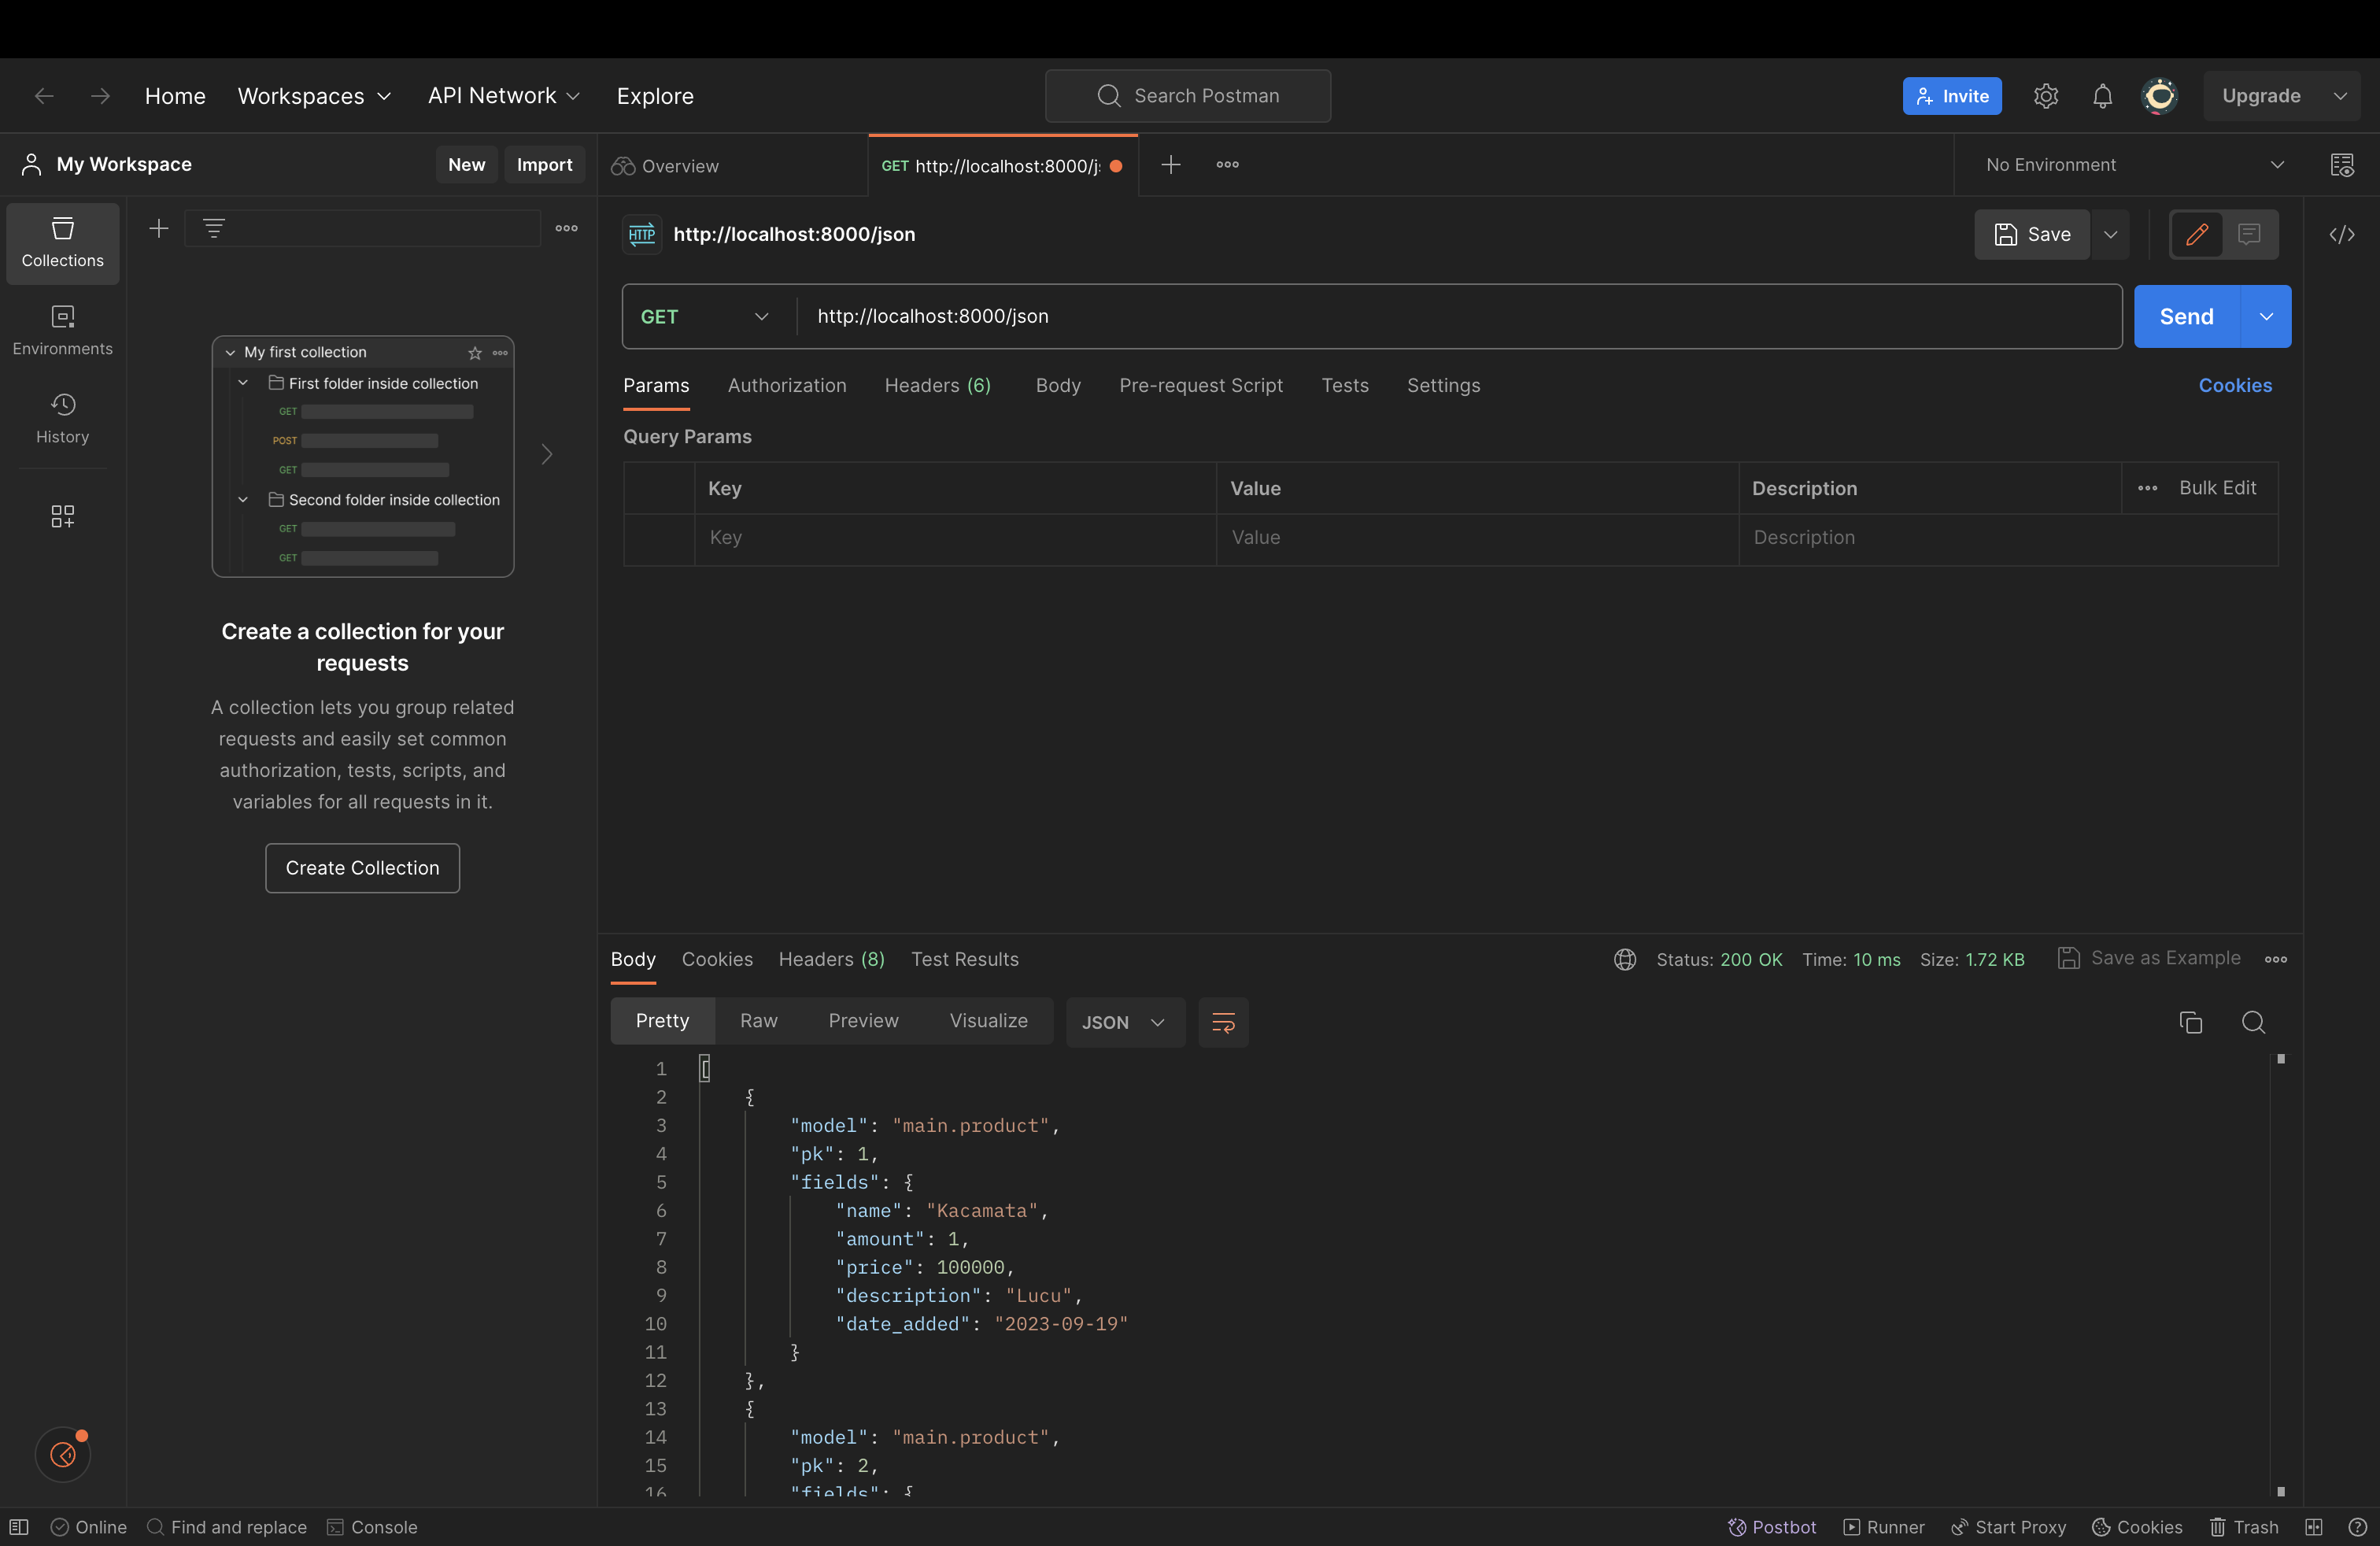 Home Workspaces API Network Explore
Search Postman
Invite
Upgrade
My Workspace
New Import
Overview
GET http://localhost:8000/j
No Environment
Collections
Environments
History
My first collection
First folder inside collection
GET
POST
GET
Second folder inside collection
GET
GET
Create a collection for your
requests
A collection lets you group related
requests and easily set common
authorization, tests, scripts, and
variables for all requests in it.
Create Collection
HTTP http://localhost:8000/json
Save
GET http://localhost:8000/json
Send
Params Authorization Headers (6) Body Pre-request Script Tests Settings Cookies
Query Params
Key Value Description Bulk Edit
Key Value Description
Body Cookies Headers (8) Test Results
Status: 200 OK Time: 10 ms Size: 1.72 KB Save as Example
Pretty Raw Preview Visualize JSON
1 [
2 {
3 "model": "main.product",
4 "pk": 1,
5 "fields": {
6 "name": "Kacamata",
7 "amount": 1,
8 "price": 100000,
9 "description": "Lucu",
10 "date_added": "2023-09-19"
11 }
12 },
13 {
14 "model": "main.product",
15 "pk": 2,
16 "fields": {
Online Find and replace Console
Postbot Runner Start Proxy Cookies Trash